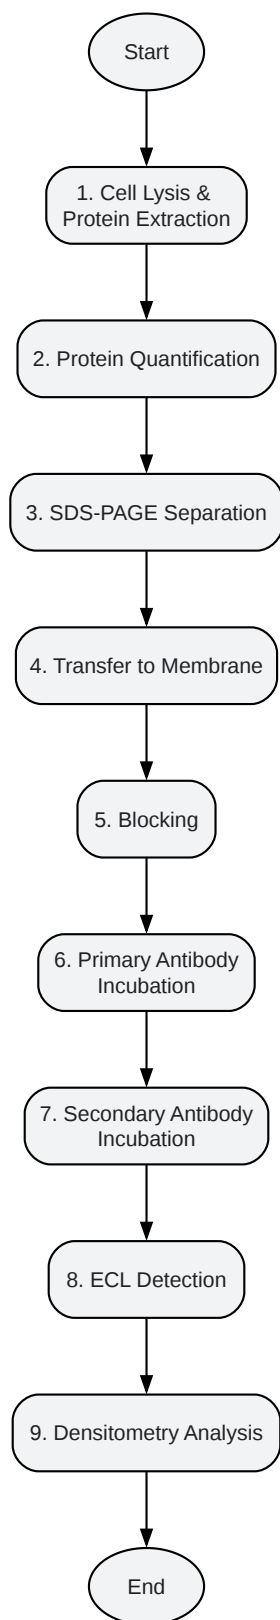 Start
1. Cell Lysis &
Protein Extraction
2. Protein Quantification
3. SDS-PAGE Separation
4. Transfer to Membrane
5. Blocking
6. Primary Antibody
Incubation
7. Secondary Antibody
Incubation
8. ECL Detection
9. Densitometry Analysis
End